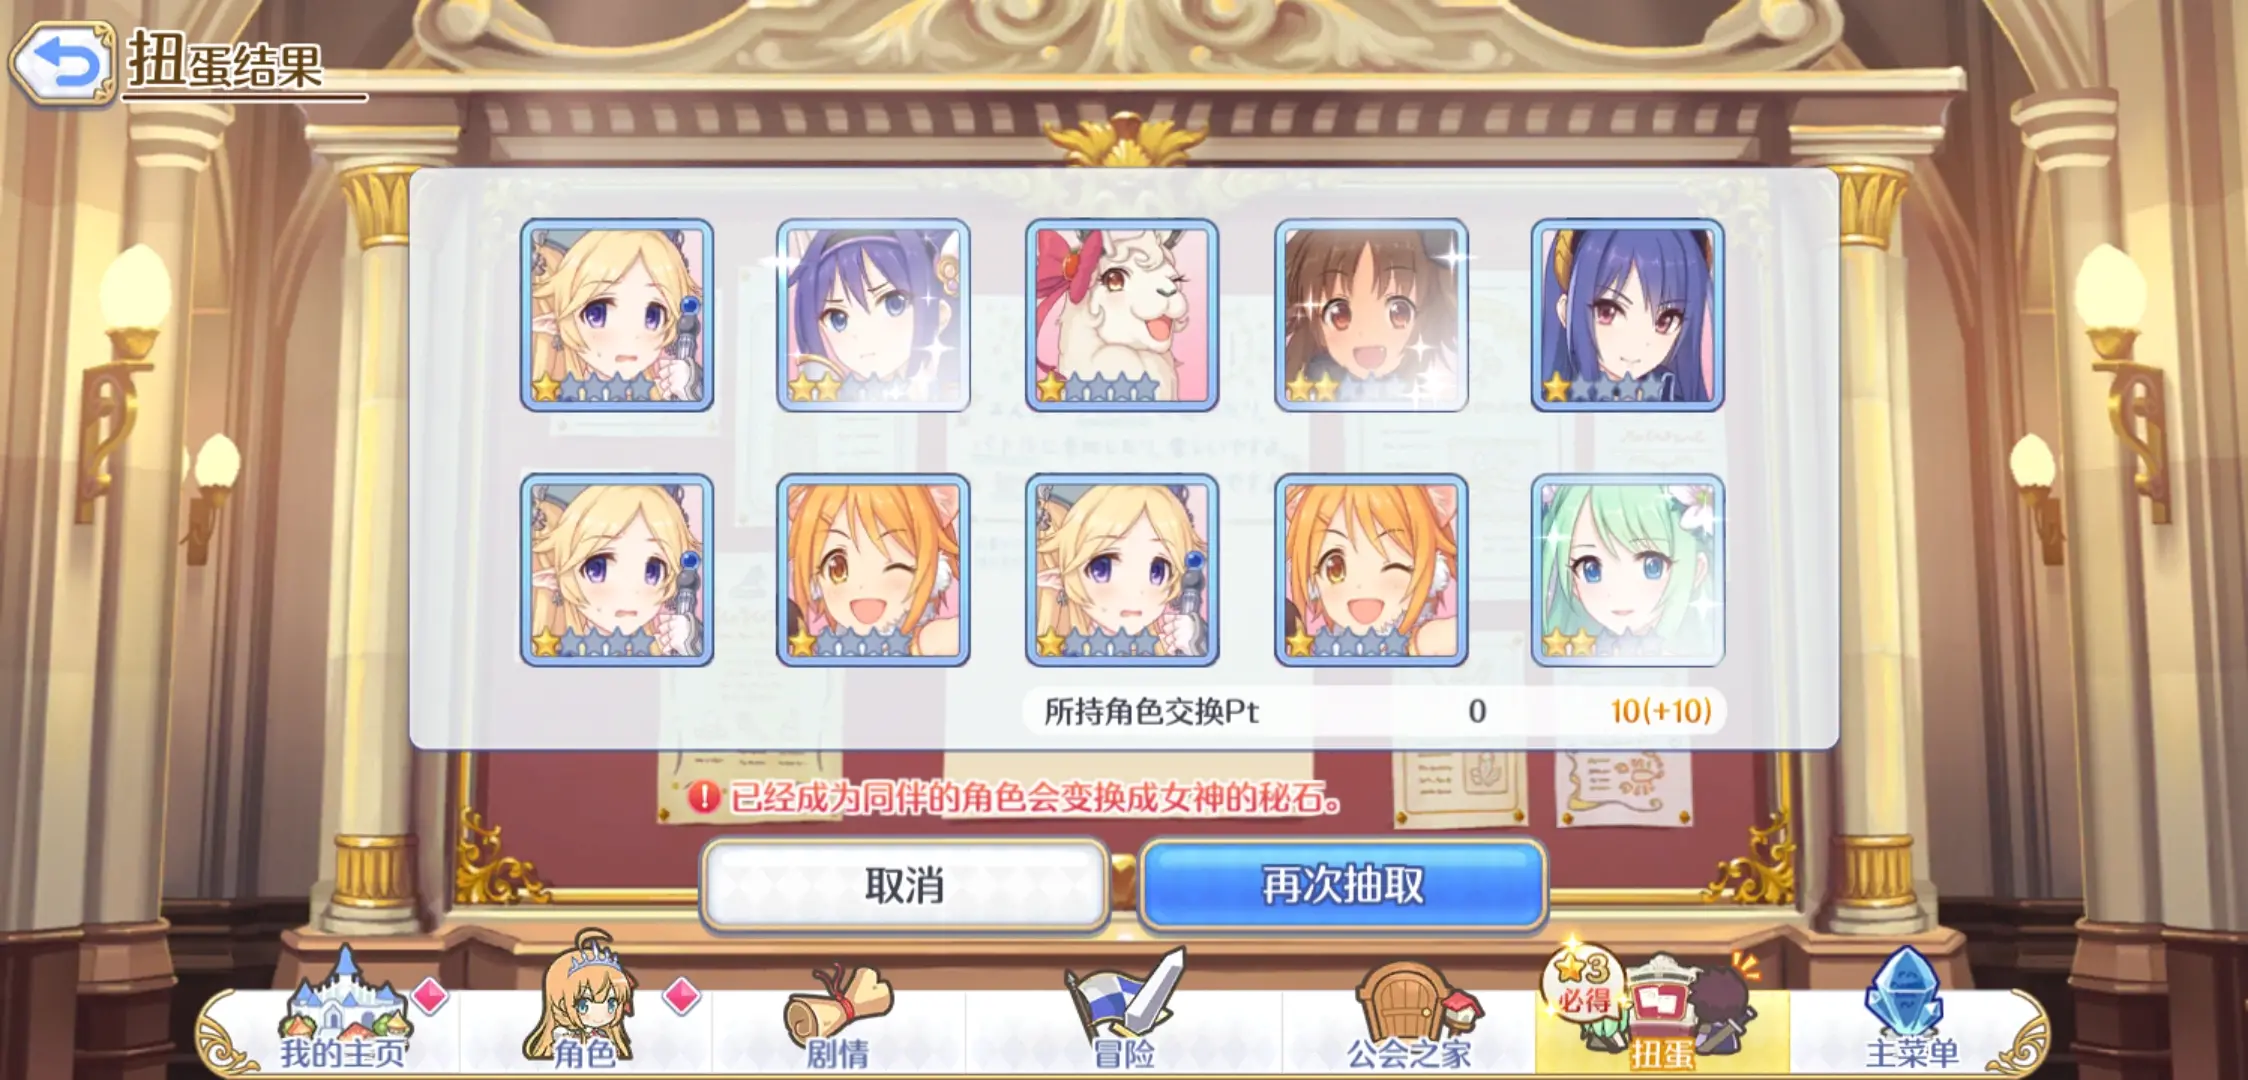 扭蛋结果
所持角色交换Pt 0 10(+10)
已经成为同伴的角色会变换成女神的秘石。
取消
再次抽取
3
必得
我的主页
角色
剧情
冒险
公会之家
扭蛋
主菜单